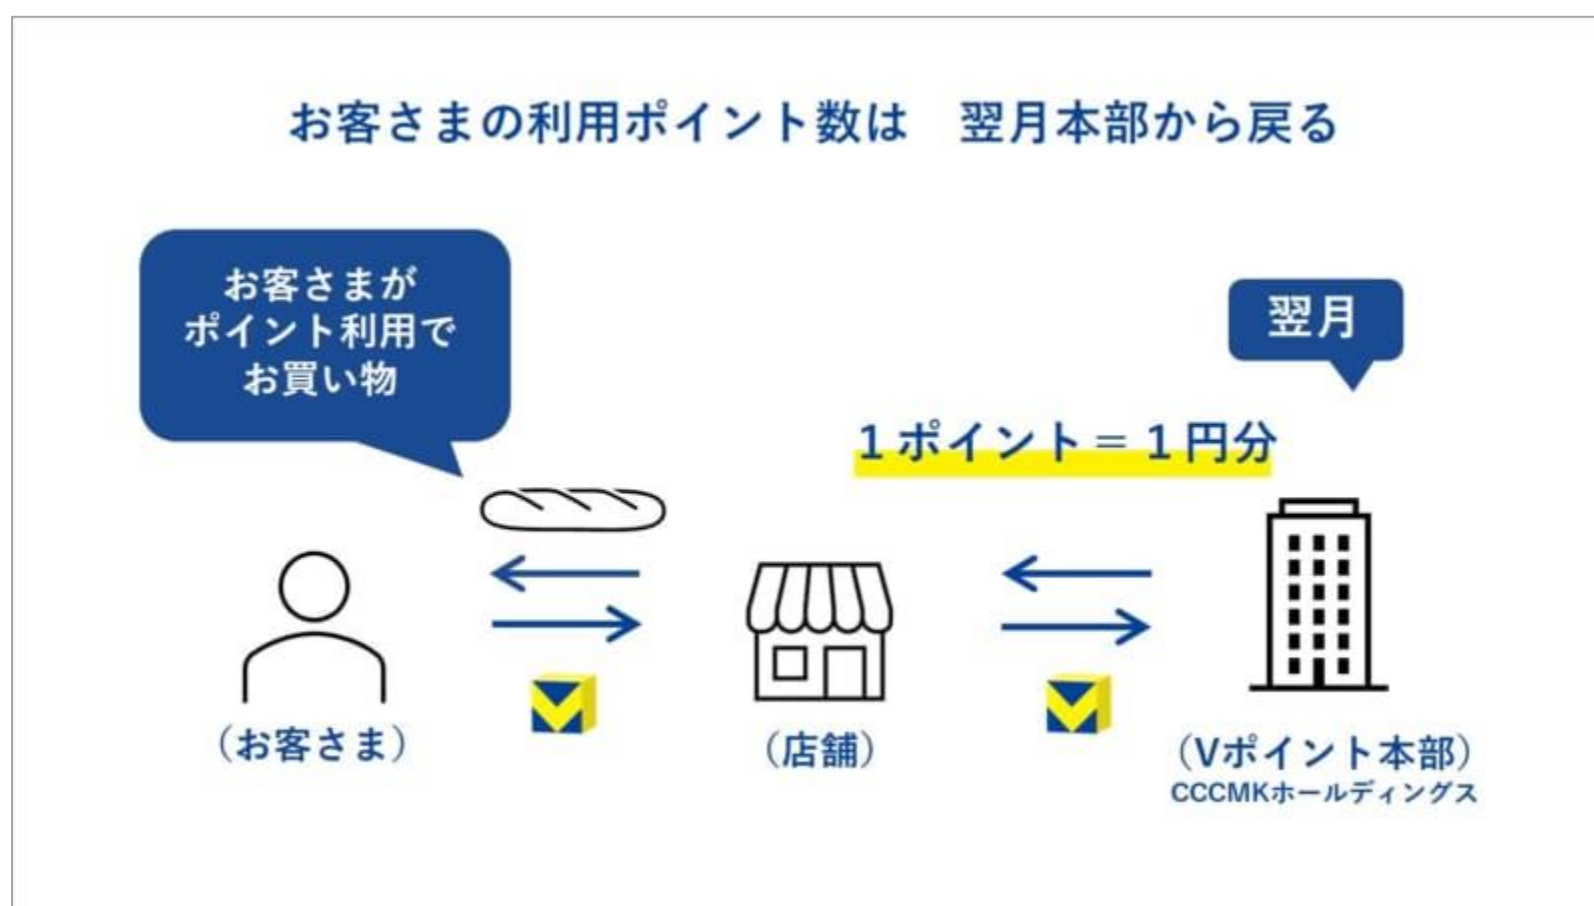 お客さまの利用ポイント数は　翌月本部から戻る
お客さまが
ポイント利用で
お買い物
翌月
1ポイント＝1円分
（お客さま）
（店舗）
（Vポイント本部）
CCCMKホールディングス